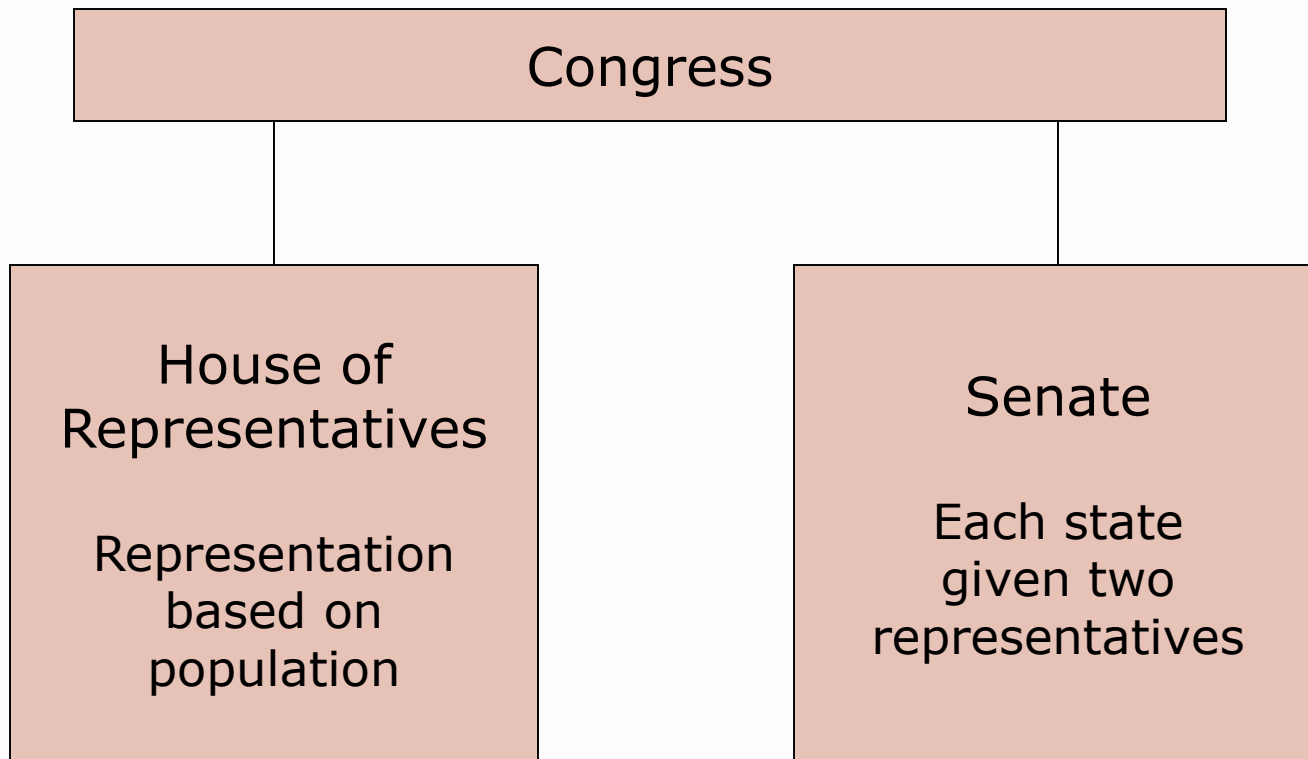 Congress
House of
Representatives
Representation
based on
population
Senate
Each state
given two
representatives